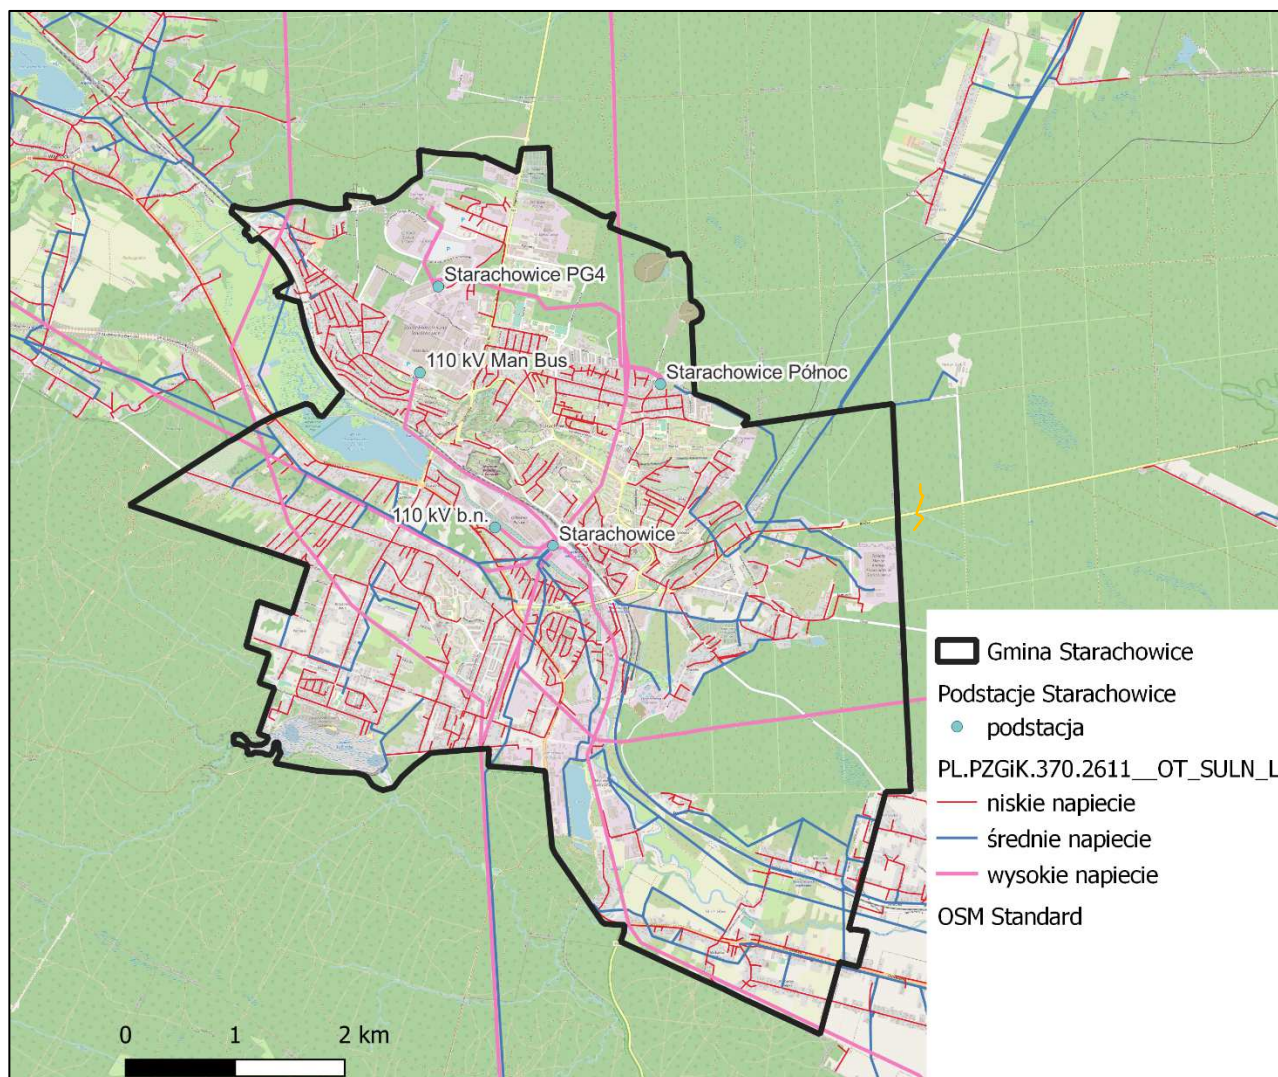 Starachowice PG4
110 kV Man Bus
Starachowice Północ
110 kV b.n.
Starachowice
Gmina Starachowice
Podstacje Starachowice
podstacja
PL.PZGiK.370.2611__OT_SULN_L
niskie napiecie
średnie napiecie
wysokie napiecie
OSM Standard
0 1 2 km